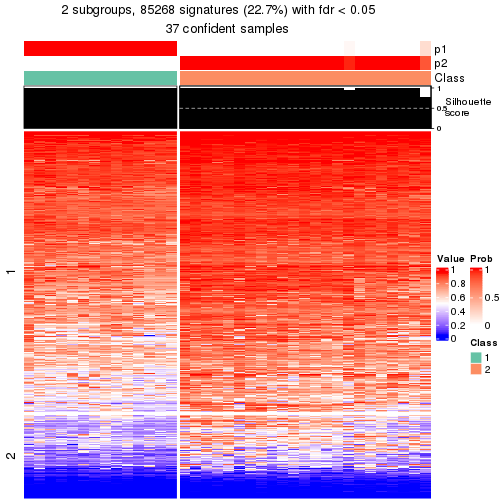 2 subgroups, 85268 signatures (22.7%) with fdr < 0.05
37 confident samples
p1
p2
Class
1
0.5
0
Silhouette
score
1
2
Value
1
0.8
0.6
0.4
0.2
0
Prob
1
0.5
0
Class
1
2